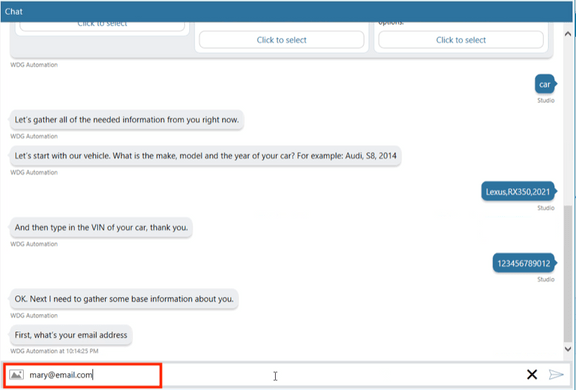 Chat
Click to select
options.
Click to select
Click to select
WDG Automation
car
Studio
Let's gather all of the needed information from you right now.
WDG Automation
Let's start with our vehicle. What is the make, model and the year of your car? For example: Audi, S8, 2014
WDG Automation
Lexus,RX350,2021
Studio
And then type in the VIN of your car, thank you.
WDG Automation
123456789012
Studio
OK. Next I need to gather some base information about you.
WDG Automation
First, what's your email address
WDG Automation at 10:14:25 PM
mary@email.com